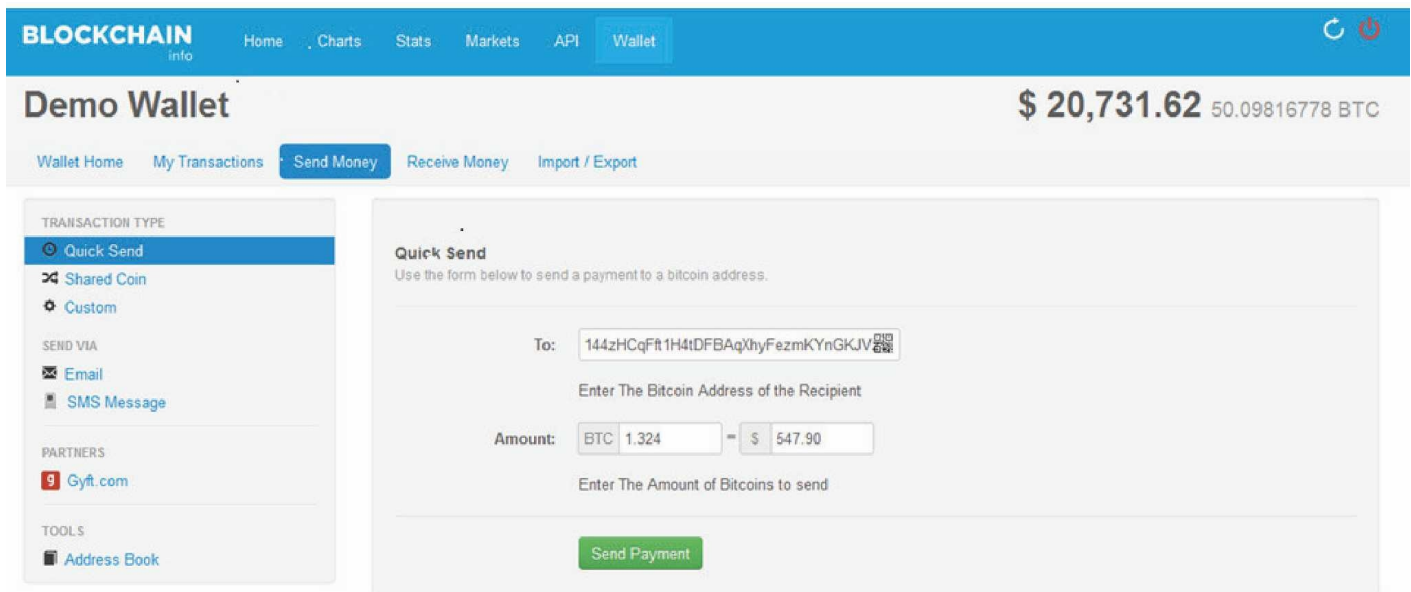 BLOCKCHAIN
info
Home Charts Stats Markets API Wallet
Demo Wallet
$ 20,731.62 50.09816778 BTC
Wallet Home My Transactions Send Money Receive Money Import / Export
TRANSACTION TYPE
Quick Send
Shared Coin
Custom
SEND VIA
Email
SMS Message
PARTNERS
g Gyft.com
TOOLS
Address Book
Quick Send
Use the form below to send a payment to a bitcoin address.
To: 144zHCqFft1H4tDFBAqXhyFezmKYnGKJV
Enter The Bitcoin Address of the Recipient
Amount: BTC 1.324 = $ 547.90
Enter The Amount of Bitcoins to send
Send Payment